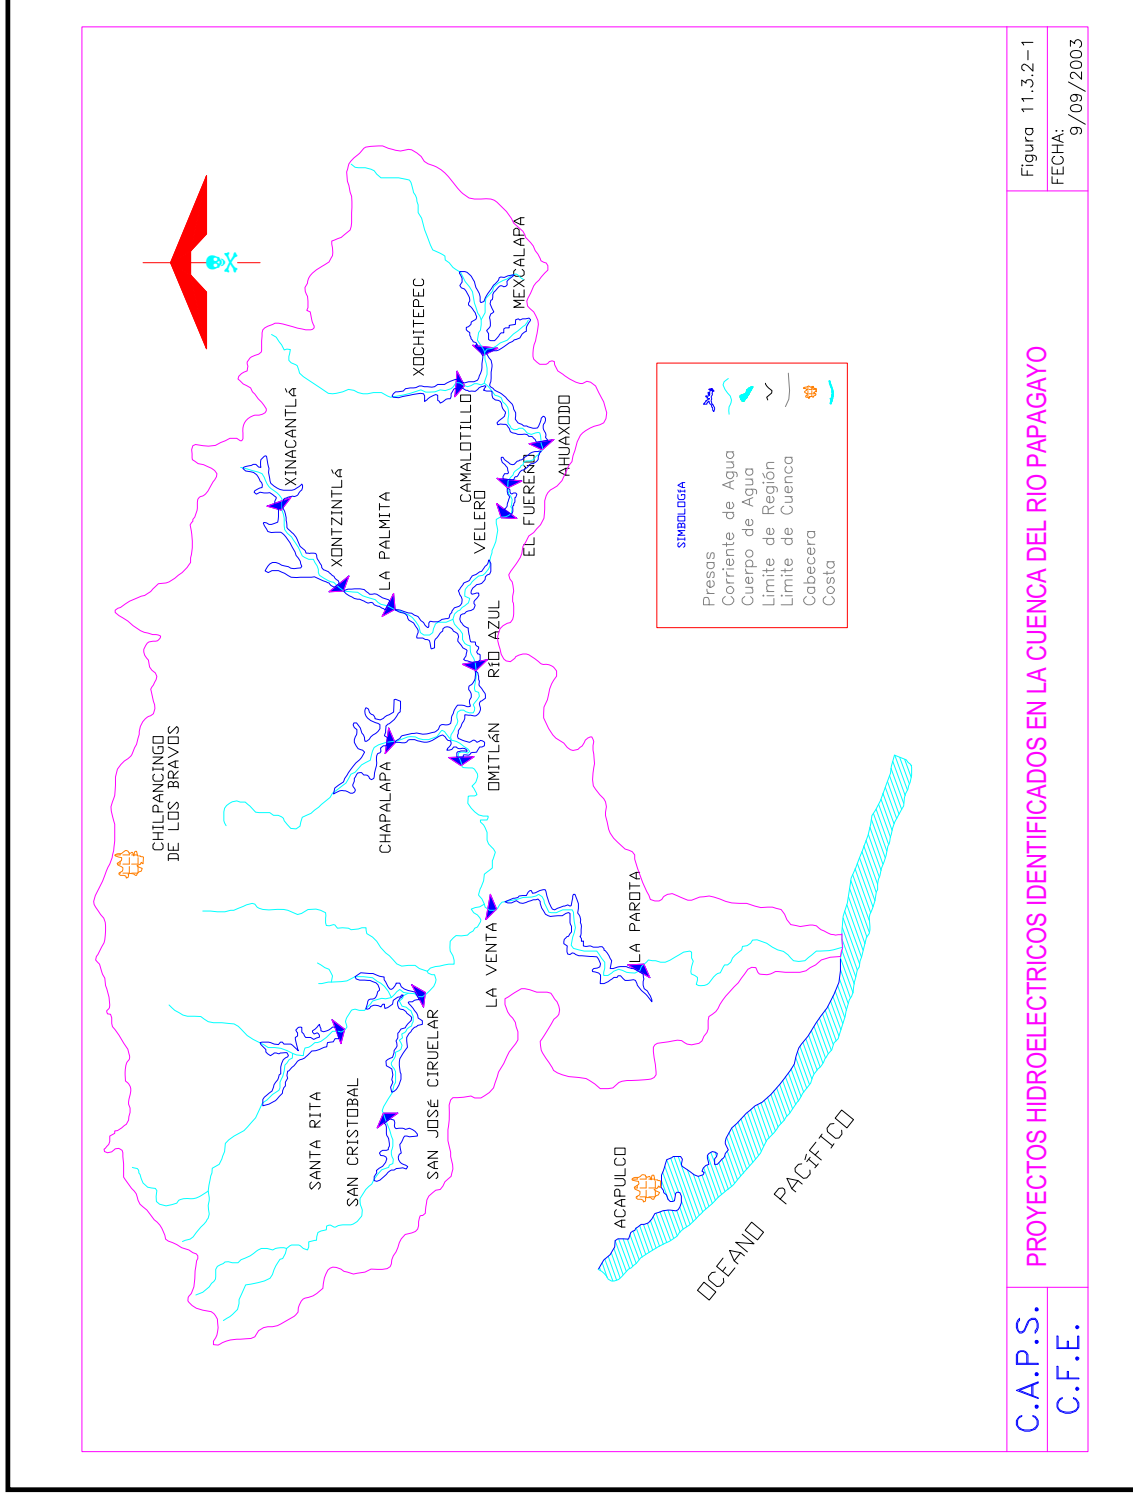 CHILPANCINGO
DE LOS BRAVOS
SANTA RITA
SAN CRISTOBAL
SAN JOSÉ CIRUELAR
LA VENTA
CHAPALAPA
OMITLÁN
RÍO AZUL
LA PALMITA
XONTZINTLÁ
XINACANTLÁ
VELERO
CAMALOTILLO
XOCHITEPEC
EL FUEREÑO
AHUAXODO
MEXCALAPA
LA PAROTA
ACAPULCO
OCEANO PACÍFICO
SIMBOLOGIA
Presas
Corriente de Agua
Cuerpo de Agua
Limite de Región
Limite de Cuenca
Cabecera
Costa
C.A.P.S.
C.F.E.
PROYECTOS HIDROELECTRICOS IDENTIFICADOS EN LA CUENCA DEL RIO PAPAGAYO
Figura 11.3.2-1
FECHA:
9/09/2003